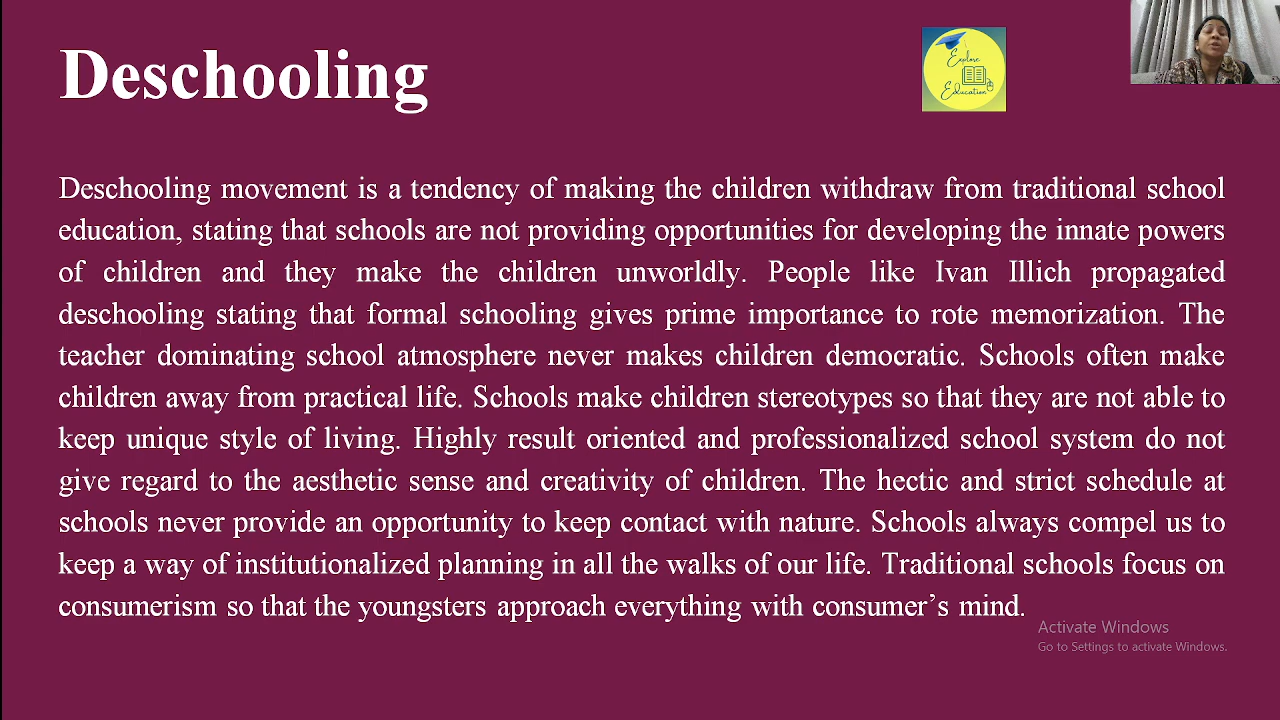 Deschooling
Explore
Education
Deschooling movement is a tendency of making the children withdraw from traditional school
education, stating that schools are not providing opportunities for developing the innate powers
of children and they make the children unworldly. People like Ivan Illich propagated
deschooling stating that formal schooling gives prime importance to rote memorization. The
teacher dominating school atmosphere never makes children democratic. Schools often make
children away from practical life. Schools make children stereotypes so that they are not able to
keep unique style of living. Highly result oriented and professionalized school system do not
give regard to the aesthetic sense and creativity of children. The hectic and strict schedule at
schools never provide an opportunity to keep contact with nature. Schools always compel us to
keep a way of institutionalized planning in all the walks of our life. Traditional schools focus on
consumerism so that the youngsters approach everything with consumer’s mind.
Activate Windows
Go to Settings to activate Windows.